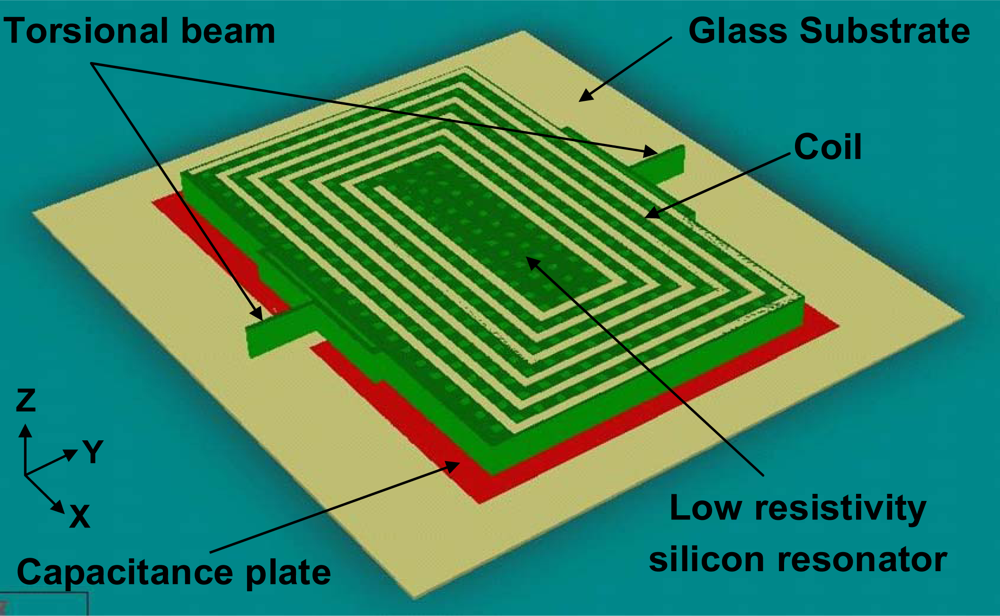 Torsional beam
Glass Substrate
Coil
Z
Y
X
Low resistivity
silicon resonator
Capacitance plate